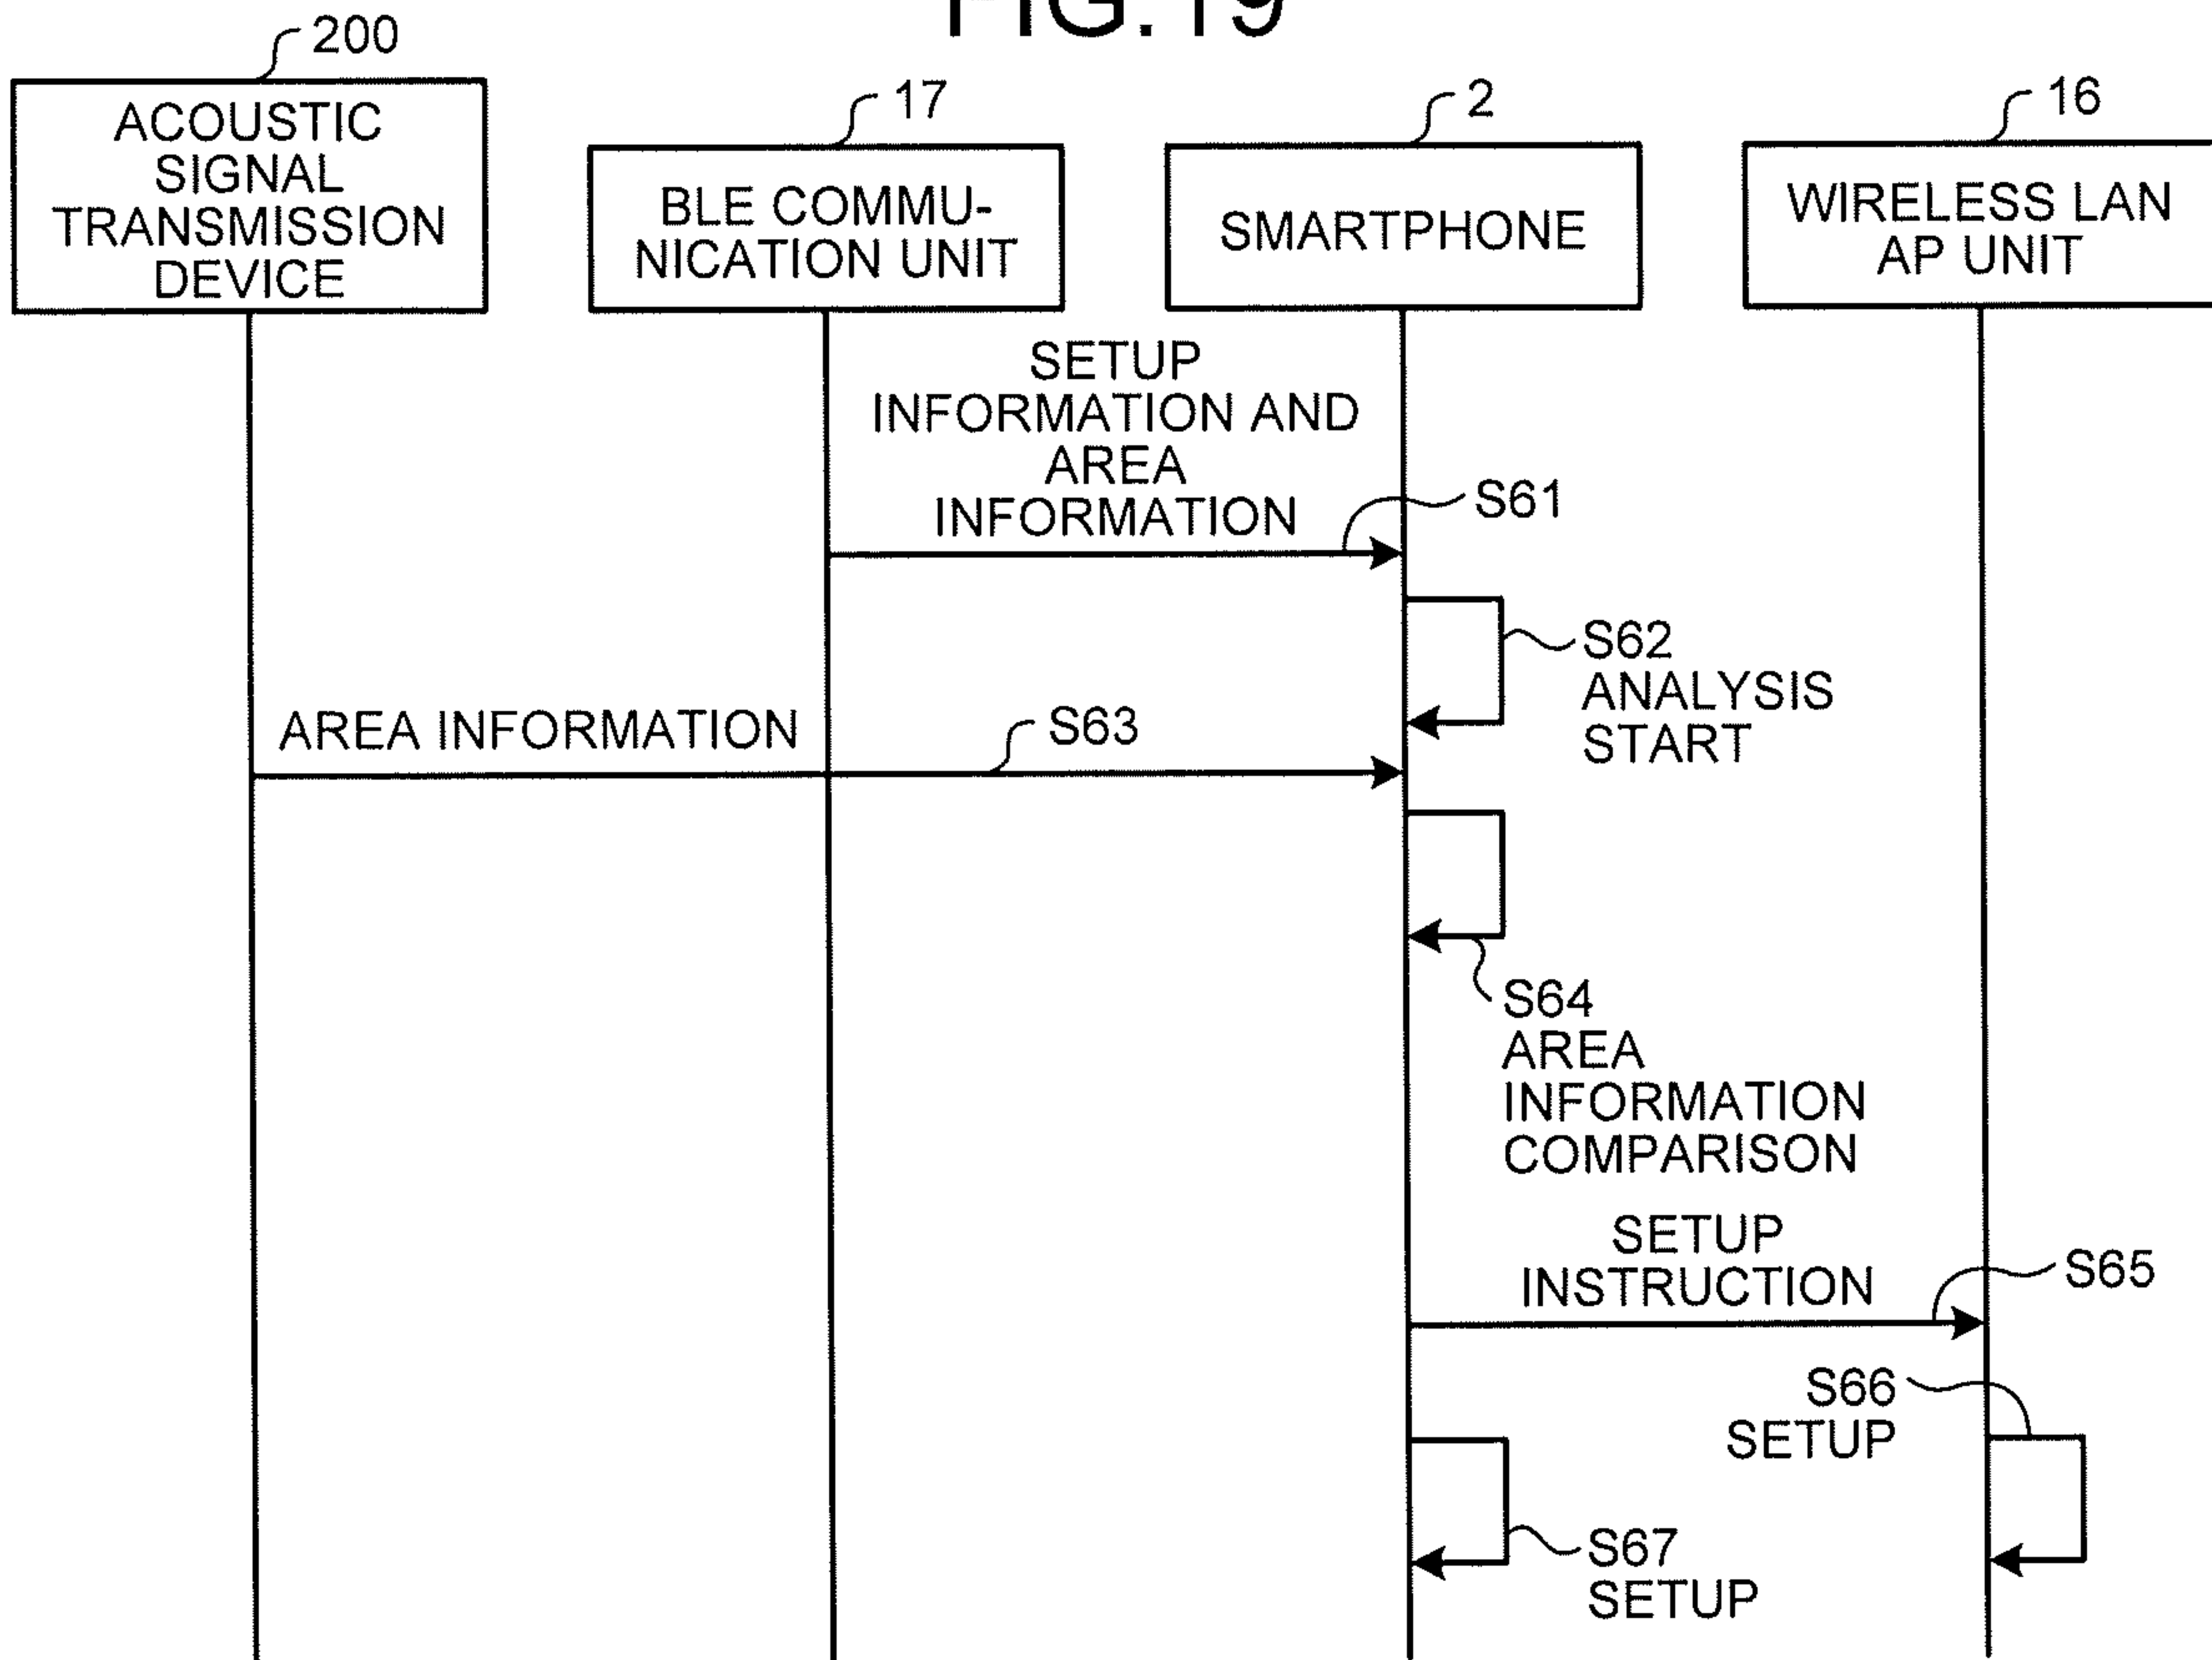 FIG.19
200
ACOUSTIC
SIGNAL
TRANSMISSION
DEVICE
17
BLE COMMU-
NICATION UNIT
2
SMARTPHONE
16
WIRELESS LAN
AP UNIT
SETUP
INFORMATION AND
AREA
INFORMATION
S61
S62
ANALYSIS
START
AREA INFORMATION
S63
S64
AREA
INFORMATION
COMPARISON
SETUP
INSTRUCTION
S65
S66
SETUP
S67
SETUP